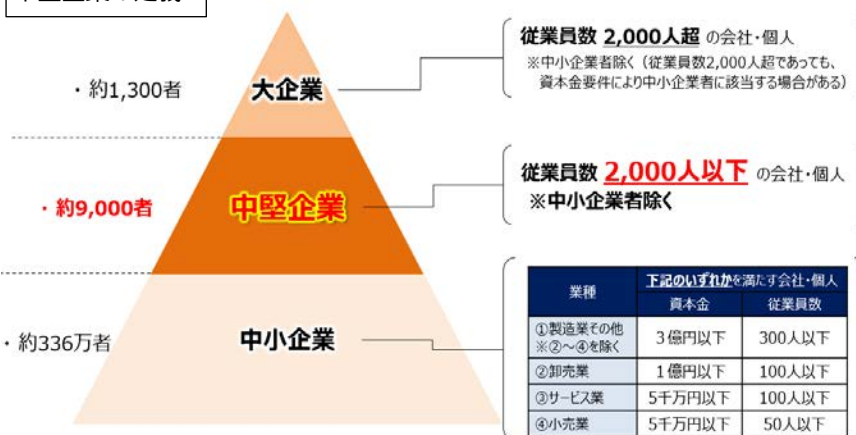 従業員数 2,000人超 の会社・個人
※中小企業者除く（従業員数2,000人超であっても、
資本金要件により中小企業者に該当する場合がある）
・約1,300者
大企業
従業員数 2,000人以下 の会社・個人
※中小企業者除く
・約9,000者
中堅企業
・約336万者
中小企業
業種
下記のいずれかを満たす会社・個人
資本金
従業員数
①製造業その他
※②～④を除く
3億円以下
300人以下
②卸売業
1億円以下
100人以下
③サービス業
5千万円以下
100人以下
④小売業
5千万円以下
50人以下